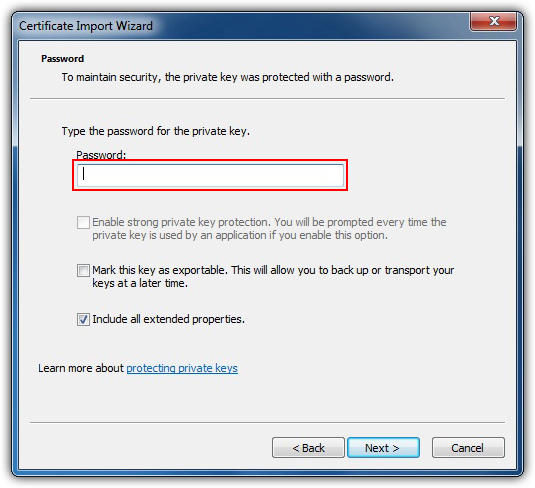 Certificate Import Wizard
Password
To maintain security, the private key was protected with a password.
Type the password for the private key.
Password:
Enable strong private key protection. You will be prompted every time the
private key is used by an application if you enable this option.
Mark this key as exportable. This will allow you to back up or transport your
keys at a later time.
Include all extended properties.
Learn more about protecting private keys
< Back
Next >
Cancel